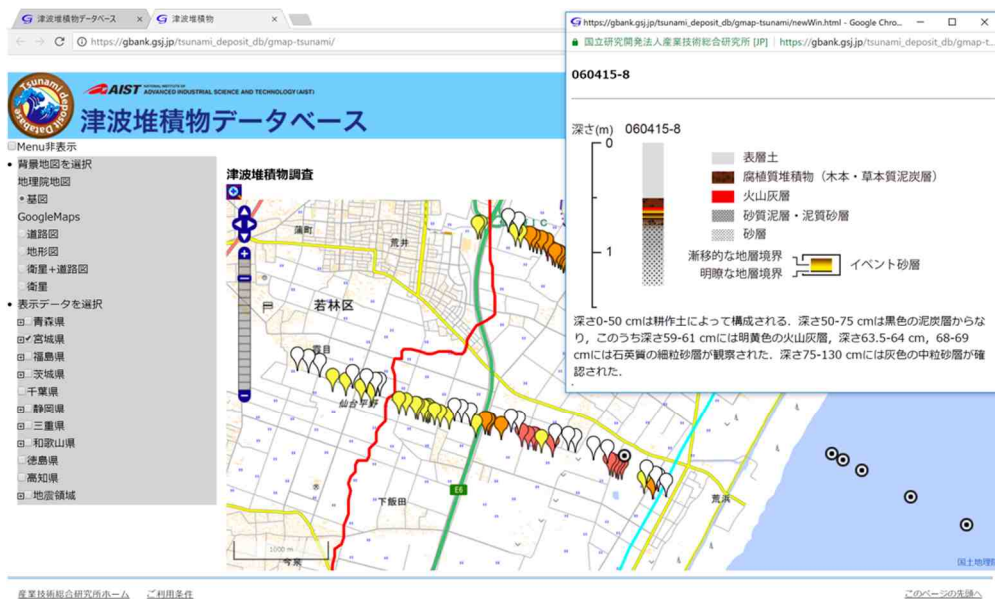 津波堆積物データベース
津波堆積物
https://gbank.gsj.jp/tsunami_deposit_db/gmap-tsunami/
Tsunami deposit Database
AIST NATIONAL INSTITUTE OF ADVANCED INDUSTRIAL SCIENCE AND TECHNOLOGY (AIST)
津波堆積物データベース
Menu非表示
背景地図を選択
地理院地図
基図
GoogleMaps
道路図
地形図
衛星+道路図
衛星
表示データを選択
青森県
宮城県
福島県
茨城県
千葉県
静岡県
三重県
和歌山県
徳島県
高知県
地震領域
津波堆積物調査
蒲町
荒井
若林区
霞目
仙台平野
下飯田
E6
荒浜
今泉
1000 m
国土地理院
https://gbank.gsj.jp/tsunami_deposit_db/gmap-tsunami/newWin.html - Google Chro...
国立研究開発法人産業技術総合研究所 [JP] https://gbank.gsj.jp/tsunami_deposit_db/gmap-t...
060415-8
深さ(m) 060415-8
0
1
表層土
腐植質堆積物（木本・草本質泥炭層）
火山灰層
砂質泥層・泥質砂層
砂層
漸移的な地層境界
明瞭な地層境界
イベント砂層
深さ0-50 cmは耕作土によって構成される．深さ50-75 cmは黒色の泥炭層からな
り，このうち深さ59-61 cmには明黄色の火山灰層，深さ63.5-64 cm，68-69
cmには石英質の細粒砂層が観察された．深さ75-130 cmには灰色の中粒砂層が確
認された．
産業技術総合研究所ホーム ご利用条件
このページの先頭へ